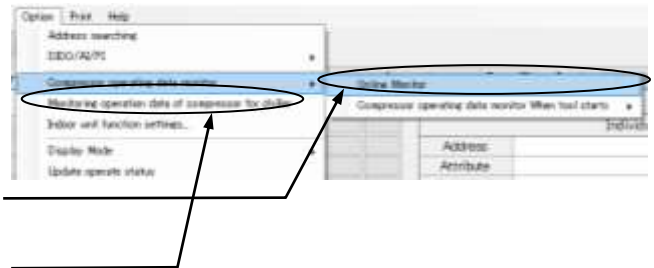 Option Print Help
Address searching
DIDO/AI/PI
Compressor operating data monitor
Online Monitor
Monitoring operation data of compressor for chiller
Compressor operating data monitor When tool starts
Indoor unit function settings...
Individ
Display Mode
Address
Update operate status
Attribute